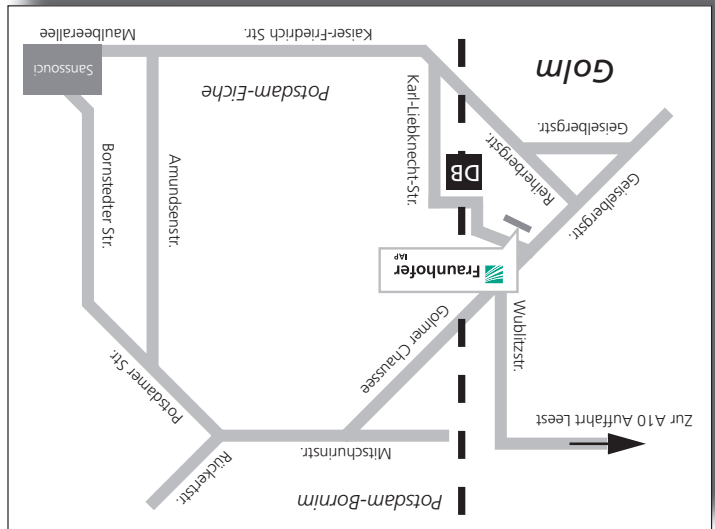 Potsdam-Bornim
Rückertstr.
Mitschurinstr.
Zur A10 Auffahrt Leest
Potsdamer Str.
Golmer Chaussee
Wublitzstr.
Fraunhofer
IAP
Geiselbergstr.
Amundsenstr.
Bornstedter Str.
Karl-Liebknecht-Str.
DB
Reiherbergstr.
Geiselbergstr.
Potsdam-Eiche
Golm
Sanssouci
Maulbeerallee
Kaiser-Friedrich Str.